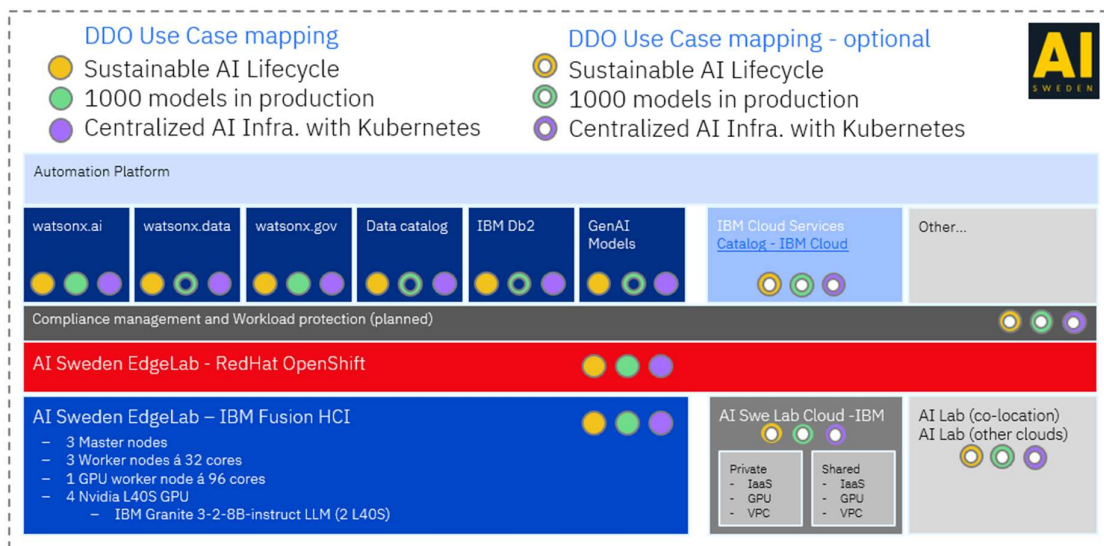 DDO Use Case mapping
Sustainable AI Lifecycle
1000 models in production
Centralized AI Infra. with Kubernetes
DDO Use Case mapping - optional
Sustainable AI Lifecycle
1000 models in production
Centralized AI Infra. with Kubernetes
AI
SWEDEN
Automation Platform
watsonx.ai
watsonx.data
watsonx.gov
Data catalog
IBM Db2
GenAI
Models
IBM Cloud Services
Catalog - IBM Cloud
Other...
Compliance management and Workload protection (planned)
AI Sweden EdgeLab - RedHat OpenShift
AI Sweden EdgeLab – IBM Fusion HCI
– 3 Master nodes
– 3 Worker nodes á 32 cores
– 1 GPU worker node á 96 cores
– 4 Nvidia L40S GPU
– IBM Granite 3-2-8B-instruct LLM (2 L40S)
AI Swe Lab Cloud -IBM
Private
- IaaS
- GPU
- VPC
Shared
- IaaS
- GPU
- VPC
AI Lab (co-location)
AI Lab (other clouds)